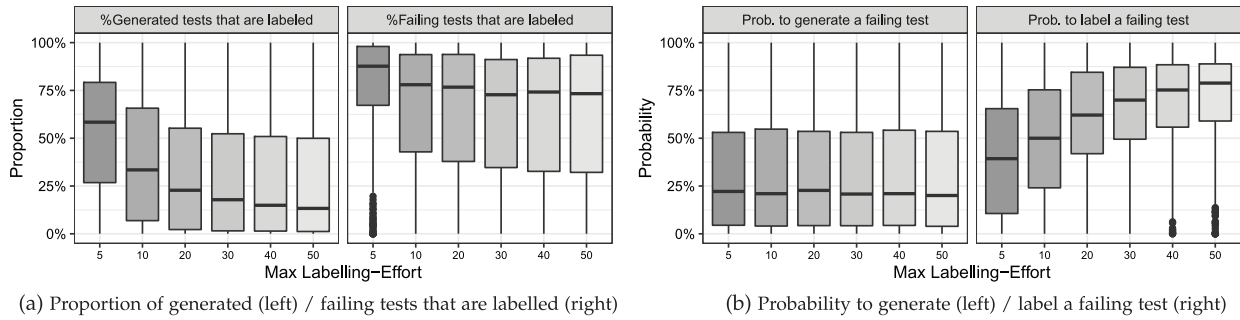 %Generated tests that are labeled
%Failing tests that are labeled
100%
75%
50%
25%
0%
Proportion
5 10 20 30 40 50
5 10 20 30 40 50
Max Labelling−Effort
(a) Proportion of generated (left) / failing tests that are labelled (right)
Prob. to generate a failing test
Prob. to label a failing test
100%
75%
50%
25%
0%
Probability
5 10 20 30 40 50
5 10 20 30 40 50
Max Labelling−Effort
(b) Probability to generate (left) / label a failing test (right)